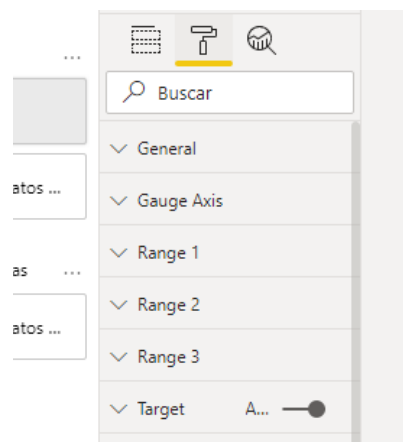 ...
Buscar
General
atos ...
Gauge Axis
Range 1
as ...
Range 2
atos ...
Range 3
Target A...